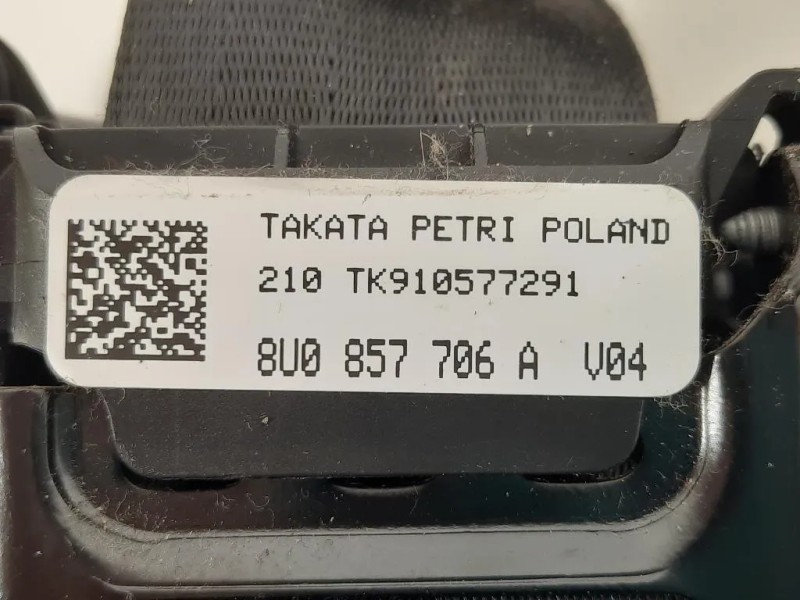 TAKATA PETRI POLAND
210 TK910577291
8U0 857 706 A V04